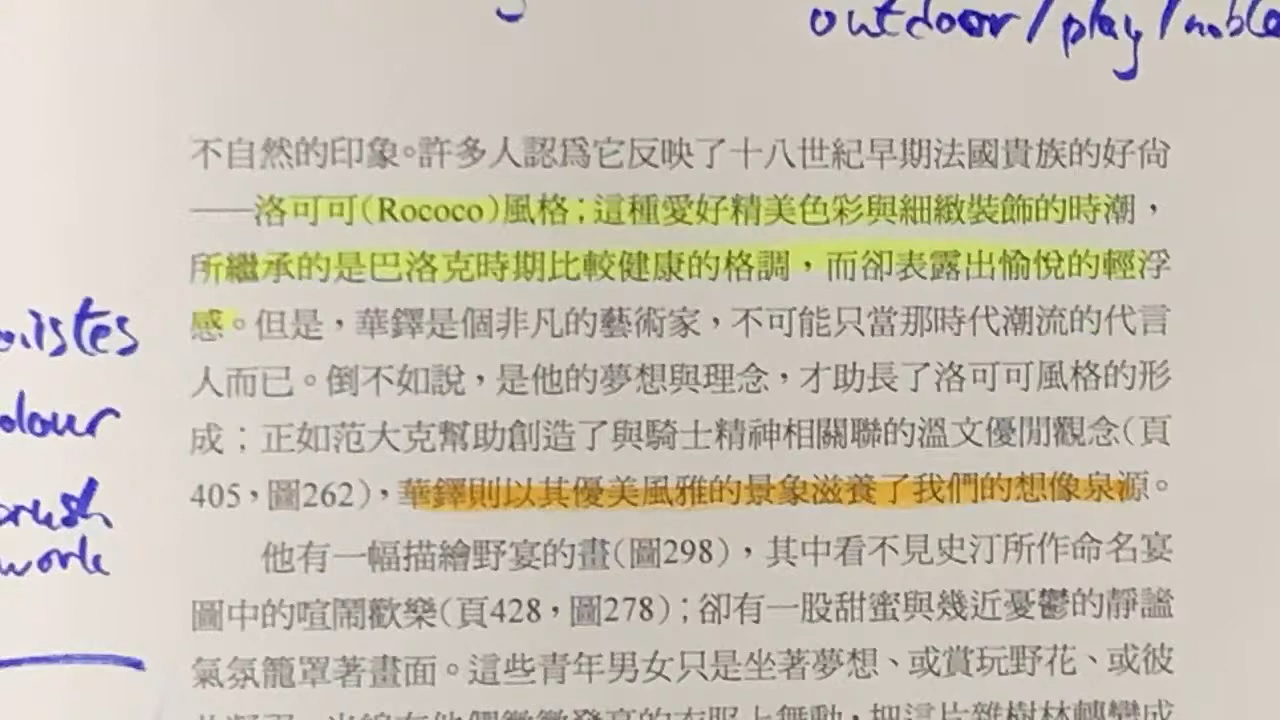 outdoor/play/noble
不自然的印象。許多人認爲它反映了十八世紀早期法國貴族的好尙
——洛可可(Rococo)風格；這種愛好精美色彩與細緻裝飾的時潮，
所繼承的是巴洛克時期比較健康的格調，而卻表露出愉悅的輕浮
感。但是，華鐸是個非凡的藝術家，不可能只當那時代潮流的代言
人而已。倒不如說，是他的夢想與理念，才助長了洛可可風格的形
成；正如范大克幫助創造了與騎士精神相關聯的溫文優閒觀念(頁
405，圖262)，華鐸則以其優美風雅的景象滋養了我們的想像泉源。
他有一幅描繪野宴的畫(圖298)，其中看不見史汀所作命名宴
圖中的喧鬧歡樂(頁428，圖278)；卻有一股甜蜜與幾近憂鬱的靜謐
氣氛籠罩著畫面。這些青年男女只是坐著夢想、或賞玩野花、或彼
work